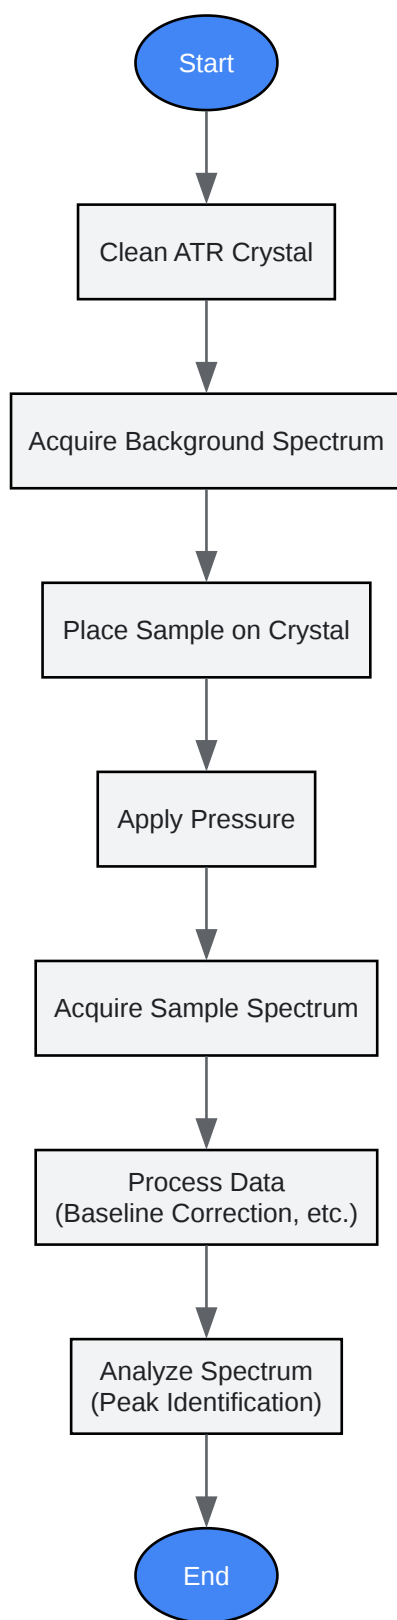 Start
Clean ATR Crystal
Acquire Background Spectrum
Place Sample on Crystal
Apply Pressure
Acquire Sample Spectrum
Process Data
(Baseline Correction, etc.)
Analyze Spectrum
(Peak Identification)
End